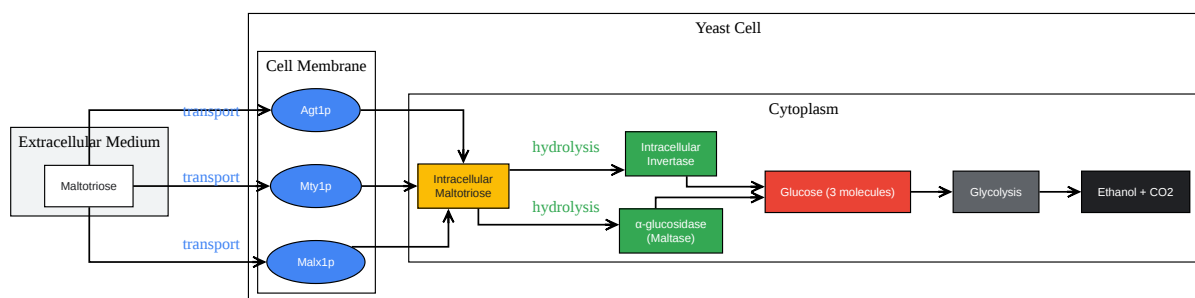 Yeast Cell
Cell Membrane
Extracellular Medium
Maltotriose
transport
transport
transport
Agt1p
Mty1p
Malx1p
Cytoplasm
Intracellular
Maltotriose
hydrolysis
hydrolysis
Intracellular
Invertase
α-glucosidase
(Maltase)
Glucose (3 molecules)
Glycolysis
Ethanol + CO2